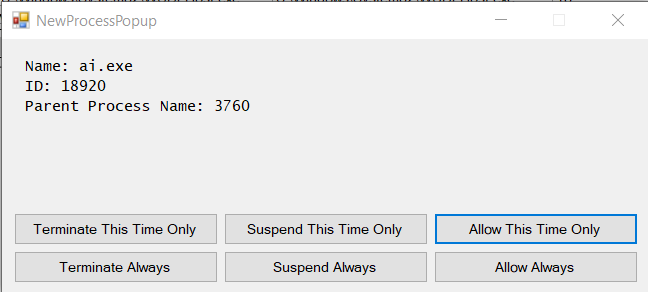 NewProcessPopup
Name: ai.exe
ID: 18920
Parent Process Name: 3760
Terminate This Time Only
Suspend This Time Only
Allow This Time Only
Terminate Always
Suspend Always
Allow Always